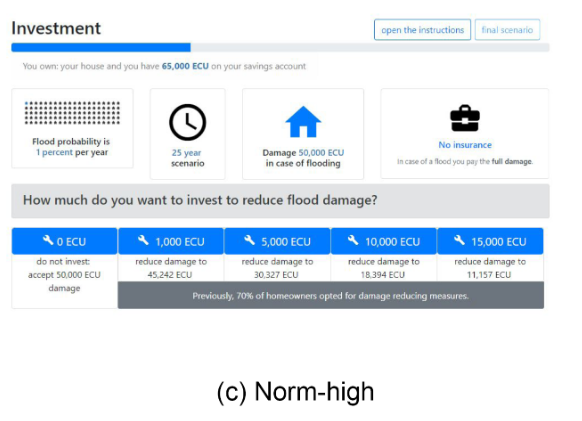 Investment
open the instructions
final scenario
You own: your house and you have 65,000 ECU on your savings account
Flood probability is
1 percent per year
25 year
scenario
Damage 50,000 ECU
in case of flooding
No insurance
In case of a flood you pay the full damage.
How much do you want to invest to reduce flood damage?
0 ECU
1,000 ECU
5,000 ECU
10,000 ECU
15,000 ECU
do not invest:
accept 50,000 ECU
damage
reduce damage to
45,242 ECU
reduce damage to
30,327 ECU
reduce damage to
18,394 ECU
reduce damage to
11,157 ECU
Previously, 70% of homeowners opted for damage reducing measures.
(c) Norm-high